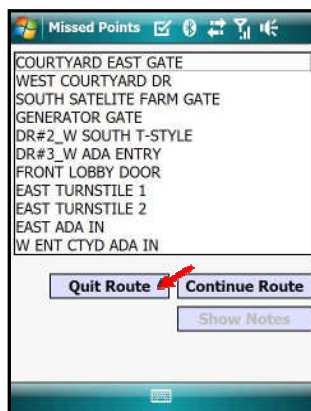 Missed Points
COURTYARD EAST GATE
WEST COURTYARD DR
SOUTH SATELITE FARM GATE
GENERATOR GATE
DR#2_W SOUTH T-STYLE
DR#3_W ADA ENTRY
FRONT LOBBY DOOR
EAST TURNSTILE 1
EAST TURNSTILE 2
EAST ADA IN
W ENT CTYD ADA IN
Quit Route Continue Route
Show Notes